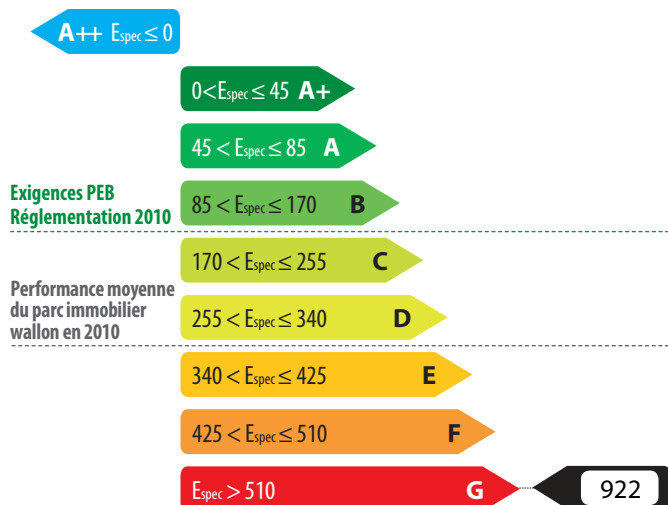 A++ Espec ≤ 0
0 < Espec ≤ 45 A+
45 < Espec ≤ 85 A
Exigences PEB
Réglementation 2010
85 < Espec ≤ 170 B
170 < Espec ≤ 255 C
Performance moyenne
du parc immobilier
wallon en 2010
255 < Espec ≤ 340 D
340 < Espec ≤ 425 E
425 < Espec ≤ 510 F
Espec > 510 G 922